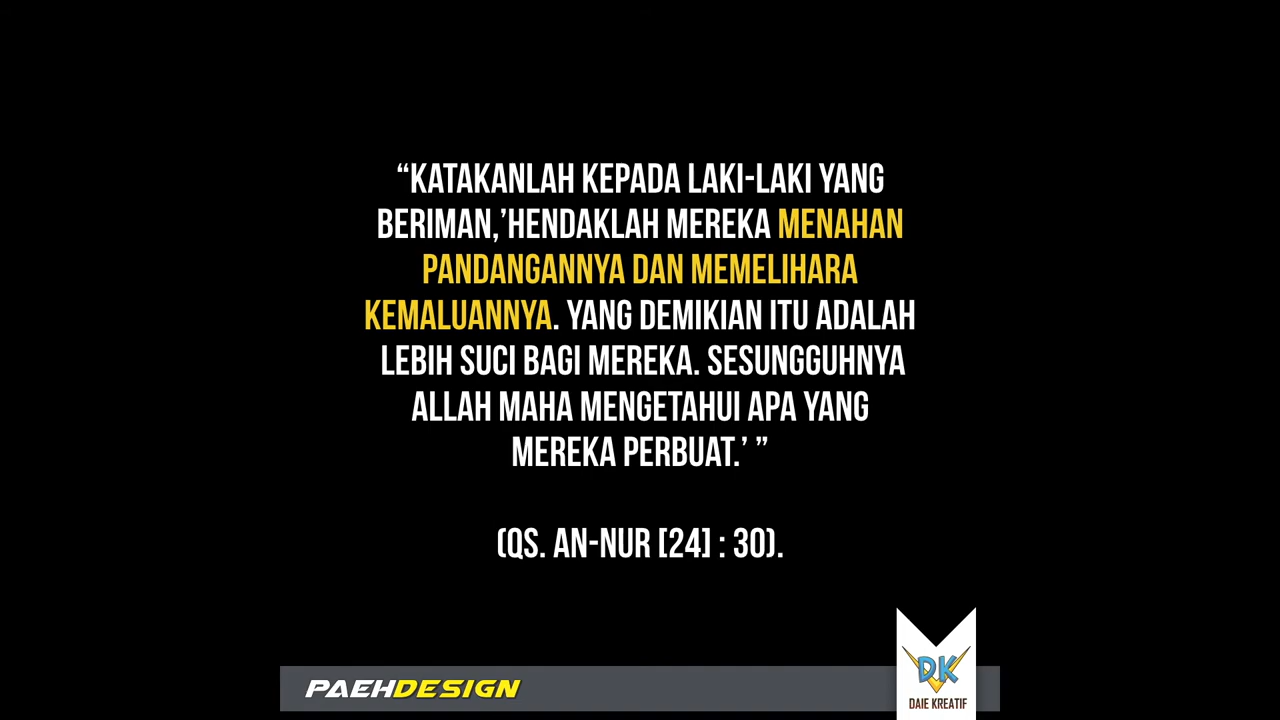 “KATAKANLAH KEPADA LAKI-LAKI YANG
BERIMAN,’HENDAKLAH MEREKA MENAHAN
PANDANGANNYA DAN MEMELIHARA
KEMALUANNYA. YANG DEMIKIAN ITU ADALAH
LEBIH SUCI BAGI MEREKA. SESUNGGUHNYA
ALLAH MAHA MENGETAHUI APA YANG
MEREKA PERBUAT.’ ”
(QS. AN-NUR [24] : 30).
PAEHDESIGN
DK
DAIE KREATIF